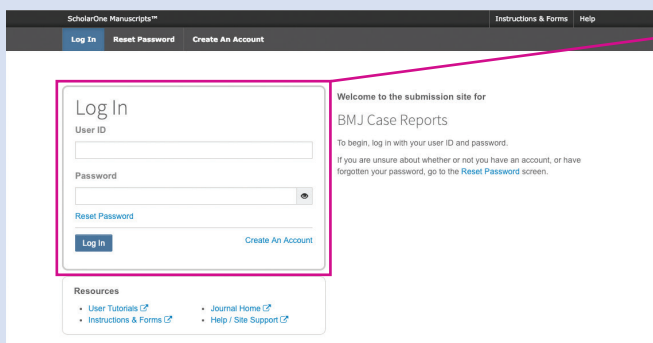 ScholarOne Manuscripts™
Instructions & Forms Help
Log In Reset Password Create An Account
Log In
User ID
Password
Reset Password
Log In
Create An Account
Welcome to the submission site for
BMJ Case Reports
To begin, log in with your user ID and password.
If you are unsure about whether or not you have an account, or have
forgotten your password, go to the Reset Password screen.
Resources
• User Tutorials
• Instructions & Forms
• Journal Home
• Help / Site Support